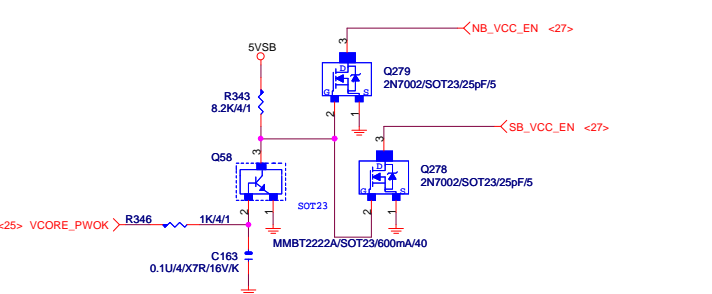 NB_VCC_EN <27>
5VSB
3
D
G
S
Q279
2N7002/SOT23/25pF/5
R343
8.2K/4/1
2
1
SB_VCC_EN <27>
3
Q58
3
D
G
S
Q278
2N7002/SOT23/25pF/5
SOT23
2
1
2
1
<25> VCORE_PWOK
R346
1K/4/1
MMBT2222A/SOT23/600mA/40
C163
0.1U/4/X7R/16V/K